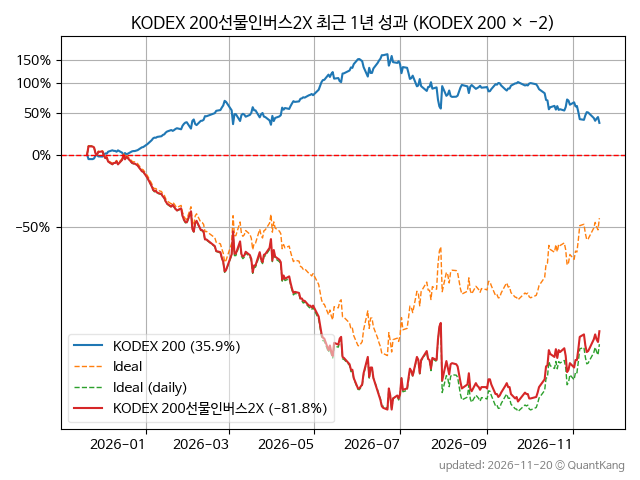 KODEX 200선물인버스2X 최근 1년 성과 (KODEX 200 × −2)
150%
100%
50%
0%
−50%
KODEX 200 (35.9%)
Ideal
Ideal (daily)
KODEX 200선물인버스2X (−81.8%)
2026-01 2026-03 2026-05 2026-07 2026-09 2026-11
updated: 2026-11-20 © QuantKang